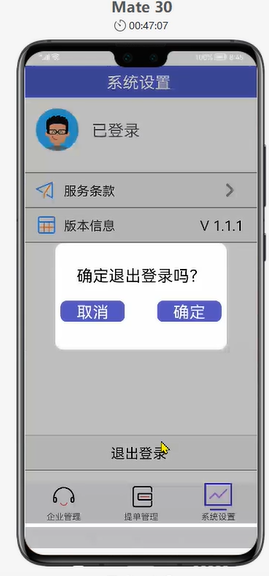 Mate 30
00:47:07
系统设置
已登录
服务条款
版本信息 V 1.1.1
确定退出登录吗?
取消 确定
退出登录
企业管理 提单管理 系统设置